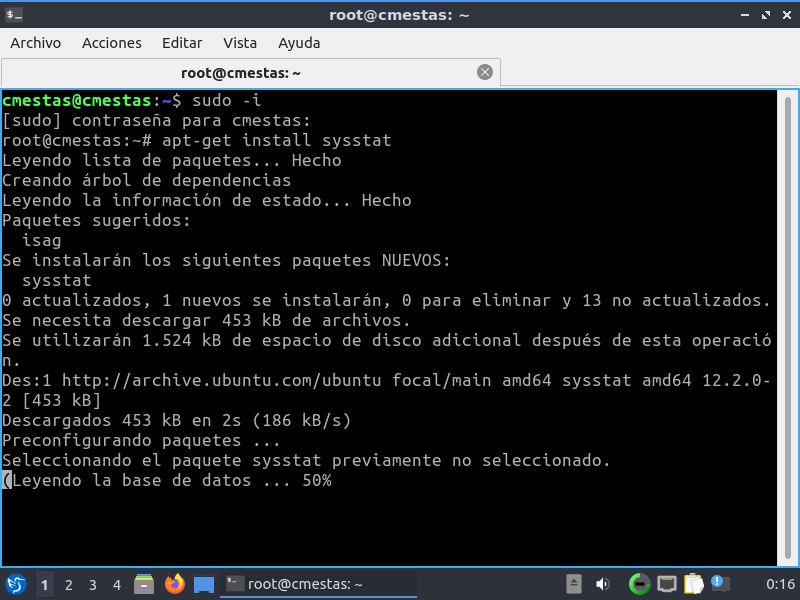 root@cmestas: ~
Archivo Acciones Editar Vista Ayuda
root@cmestas: ~
cmestas@cmestas:~$ sudo -i
[sudo] contraseña para cmestas:
root@cmestas:~# apt-get install sysstat
Leyendo lista de paquetes... Hecho
Creando árbol de dependencias
Leyendo la información de estado... Hecho
Paquetes sugeridos:
  isag
Se instalarán los siguientes paquetes NUEVOS:
  sysstat
0 actualizados, 1 nuevos se instalarán, 0 para eliminar y 13 no actualizados.
Se necesita descargar 453 kB de archivos.
Se utilizarán 1.524 kB de espacio de disco adicional después de esta operació
n.
Des:1 http://archive.ubuntu.com/ubuntu focal/main amd64 sysstat amd64 12.2.0-
2 [453 kB]
Descargados 453 kB en 2s (186 kB/s)
Preconfigurando paquetes ...
Seleccionando el paquete sysstat previamente no seleccionado.
(Leyendo la base de datos ... 50%
1 2 3 4 root@cmestas: ~ 0:16